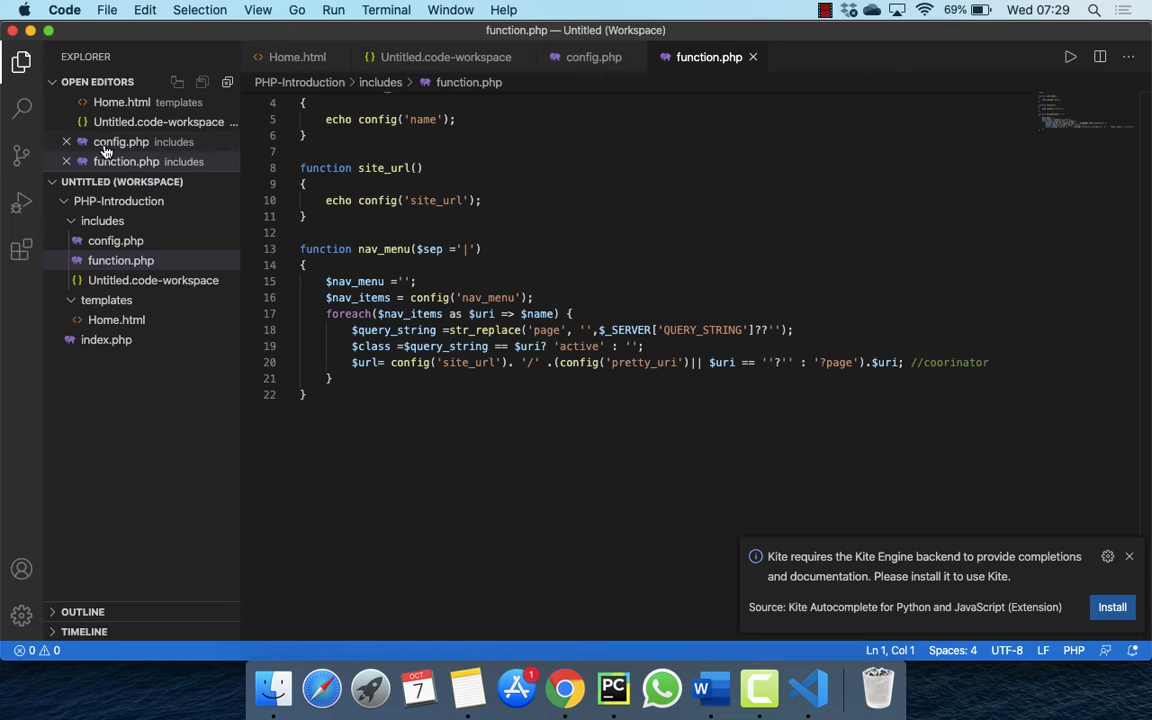 Code File Edit Selection View Go Run Terminal Window Help 69% Wed 07:29
function.php — Untitled (Workspace)
EXPLORER
Home.html
Untitled.code-workspace
config.php
function.php
OPEN EDITORS
Home.html templates
Untitled.code-workspace ...
config.php includes
function.php includes
UNTITLED (WORKSPACE)
PHP-Introduction
includes
config.php
function.php
Untitled.code-workspace
templates
Home.html
index.php
OUTLINE
TIMELINE
PHP-Introduction > includes > function.php
4 {
5 echo config('name');
6 }
7
8 function site_url()
9 {
10 echo config('site_url');
11 }
12
13 function nav_menu($sep ='|')
14 {
15 $nav_menu ='';
16 $nav_items = config('nav_menu');
17 foreach($nav_items as $uri => $name) {
18 $query_string =str_replace('page', '',$_SERVER['QUERY_STRING']??'');
19 $class =$query_string == $uri? 'active' : '';
20 $url= config('site_url'). '/' .(config('pretty_uri')|| $uri == ''?'' : '?page').$uri; //coorinator
21 }
22 }
Kite requires the Kite Engine backend to provide completions
and documentation. Please install it to use Kite.
Source: Kite Autocomplete for Python and JavaScript (Extension)
Install
0 0
Ln 1, Col 1 Spaces: 4 UTF-8 LF PHP
OCT
7
1
PC
W
C